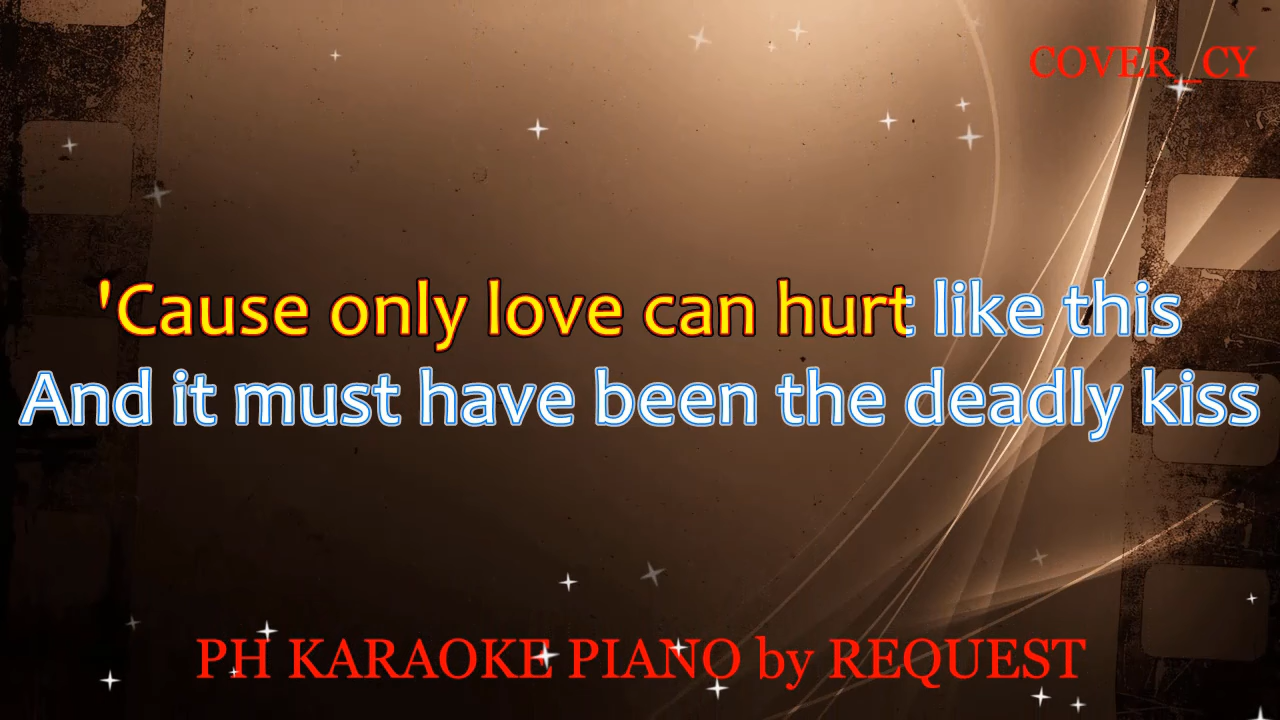 COVER_CY
'Cause only love can hurt like this
And it must have been the deadly kiss
PH KARAOKE PIANO by REQUEST